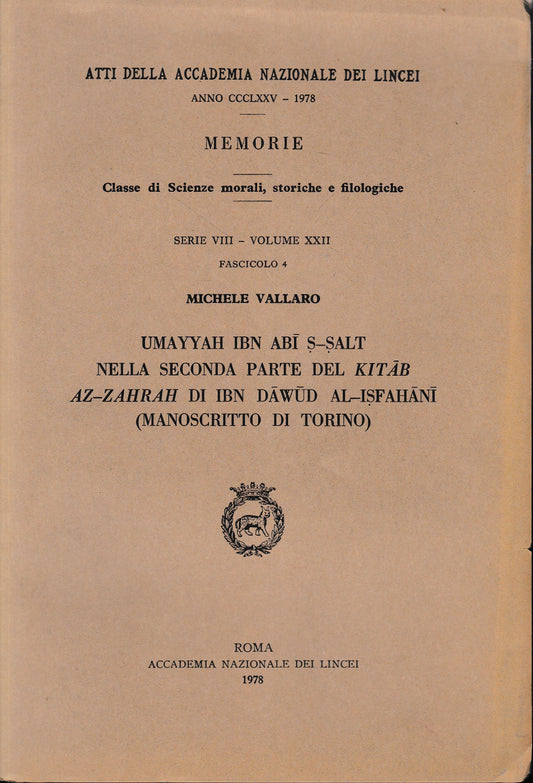 ATTI DELLA ACCADEMIA NAZIONALE DEI LINCEI
ANNO CCCLXXV – 1978
MEMORIE
Classe di Scienze morali, storiche e filologiche
SERIE VIII – VOLUME XXII
FASCICOLO 4
MICHELE VALLARO
UMAYYAH IBN ABĪ Ṣ–ṢALT
NELLA SECONDA PARTE DEL KITĀB
AZ–ZAHRAH DI IBN DĀWŪD AL–IṢFAHĀNĪ
(MANOSCRITTO DI TORINO)
ROMA
ACCADEMIA NAZIONALE DEI LINCEI
1978